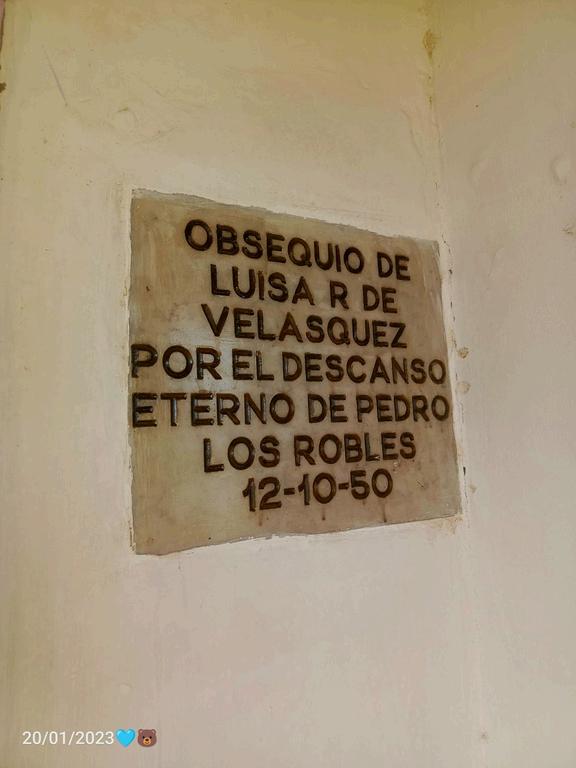 OBSEQUIO DE
LUISA R DE
VELASQUEZ
POR EL DESCANSO
ETERNO DE PEDRO
LOS ROBLES
12-10-50
20/01/2023🩵🐻